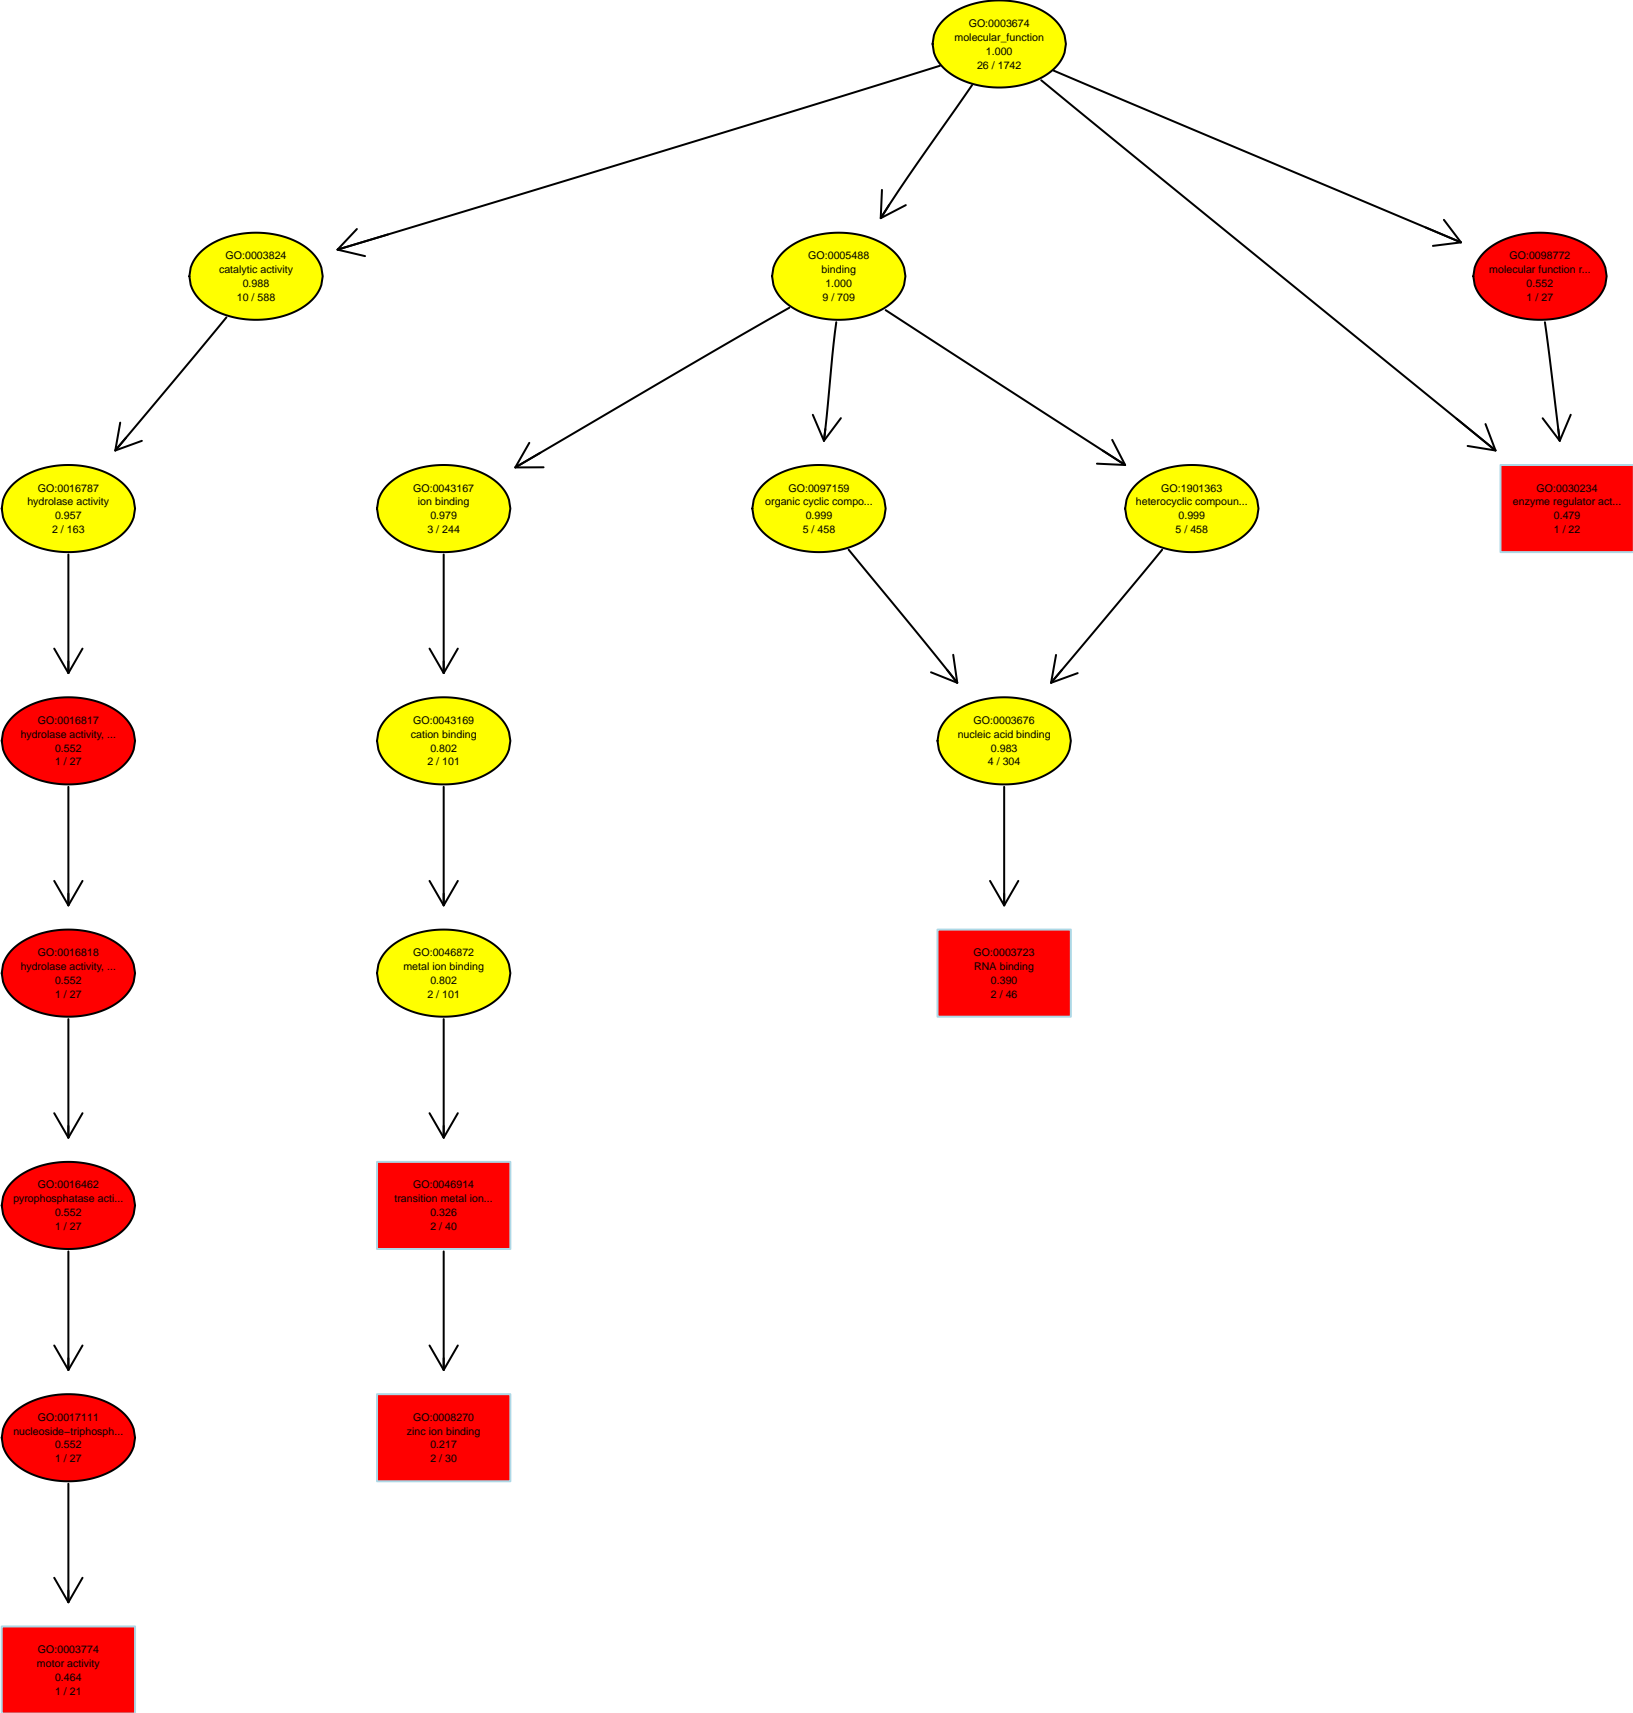 GO:0003674
molecular_function
1.000
26 / 1742
GO:0003824
catalytic activity
0.988
10 / 588
GO:0005488
binding
1.000
9 / 709
GO:0098772
molecular function r...
0.552
1 / 27
GO:0016787
hydrolase activity
0.957
2 / 163
GO:0043167
ion binding
0.979
3 / 244
GO:0097159
organic cyclic compo...
0.999
5 / 458
GO:1901363
heterocyclic compoun...
0.999
5 / 458
GO:0030234
enzyme regulator act...
0.479
1 / 22
GO:0016817
hydrolase activity, ...
0.552
1 / 27
GO:0043169
cation binding
0.802
2 / 101
GO:0003676
nucleic acid binding
0.983
4 / 304
GO:0016818
hydrolase activity, ...
0.552
1 / 27
GO:0046872
metal ion binding
0.802
2 / 101
GO:0003723
RNA binding
0.390
2 / 46
GO:0016462
pyrophosphatase acti...
0.552
1 / 27
GO:0046914
transition metal ion...
0.326
2 / 40
GO:0017111
nucleoside−triphosph...
0.552
1 / 27
GO:0008270
zinc ion binding
0.217
2 / 30
GO:0003774
motor activity
0.464
1 / 21